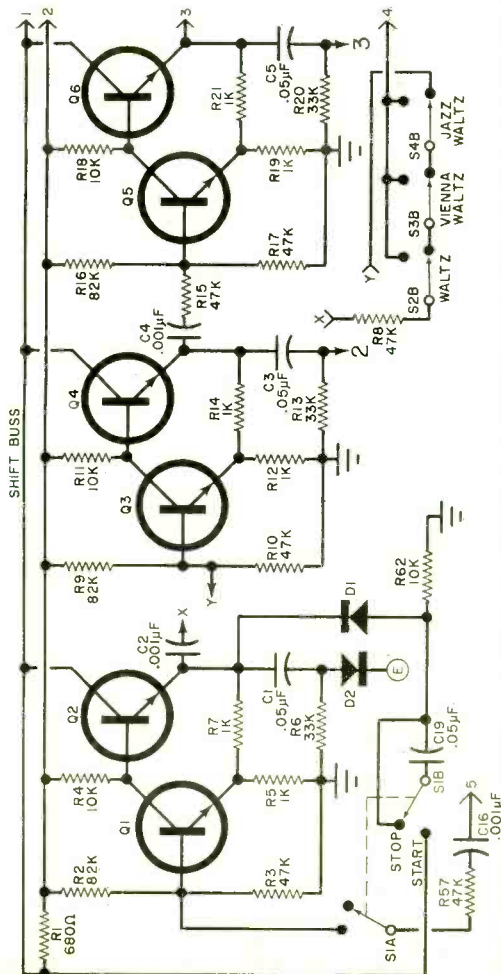 SHIFT BUSS
1
2
3
4
R1
680Ω
R2
82K
R4
10K
Q1
Q2
R3
47K
R5
1K
R7
1K
C2
.001µF
X
C1
.05µF
R6
33K
D2
E
D1
R62
10K
C19
.05µF
S1B
STOP
START
S1A
R57
47K
C16
.001µF
5
R9
82K
R11
10K
Q3
Q4
Y
R10
47K
R12
1K
R14
1K
C3
.05µF
R13
33K
2
C4
.001µF
R15
47K
R16
82K
R18
10K
Q5
Q6
R17
47K
R19
1K
R21
1K
C5
.05µF
R20
33K
3
X
R8
47K
Y
S2B
WALTZ
S3B
VIENNA
WALTZ
S4B
JAZZ
WALTZ